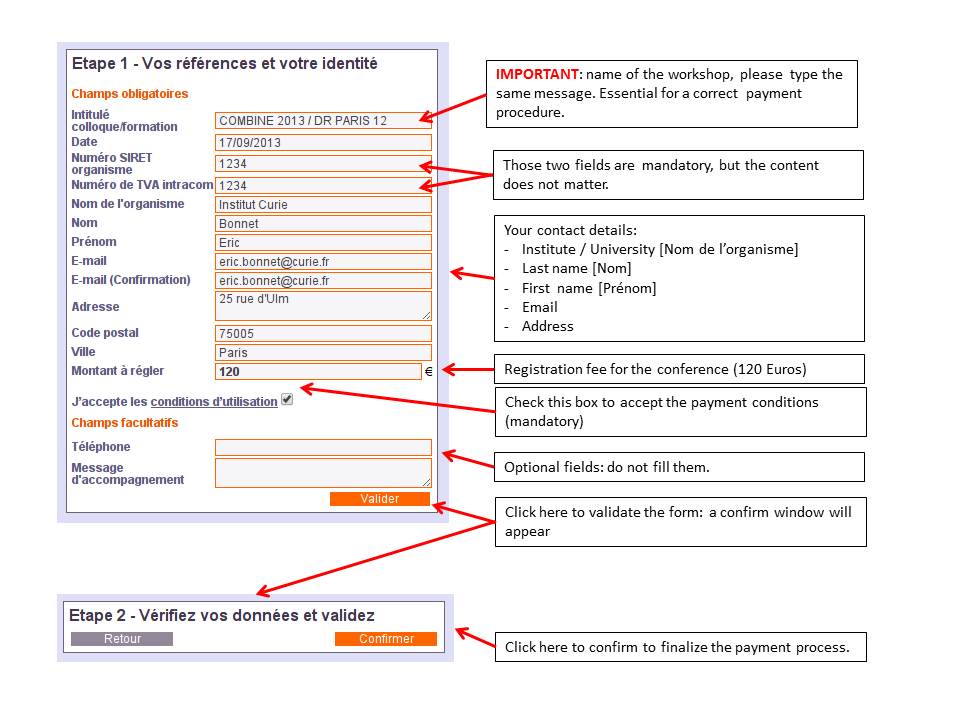 Etape 1 - Vos références et votre identité
Champs obligatoires
Intitulé
colloque/formation
COMBINE 2013 / DR PARIS 12
Date
17/09/2013
Numéro SIRET
organisme
1234
Numéro de TVA intracom
1234
Nom de l'organisme
Institut Curie
Nom
Bonnet
Prénom
Eric
E-mail
eric.bonnet@curie.fr
E-mail (Confirmation)
eric.bonnet@curie.fr
Adresse
25 rue d'Ulm
Code postal
75005
Ville
Paris
Montant à régler
120 €
J'accepte les conditions d'utilisation
Champs facultatifs
Téléphone
Message
d'accompagnement
Valider
IMPORTANT: name of the workshop, please type the
same message. Essential for a correct payment
procedure.
Those two fields are mandatory, but the content
does not matter.
Your contact details:
- Institute / University [Nom de l’organisme]
- Last name [Nom]
- First name [Prénom]
- Email
- Address
Registration fee for the conference (120 Euros)
Check this box to accept the payment conditions
(mandatory)
Optional fields: do not fill them.
Click here to validate the form: a confirm window will
appear
Etape 2 - Vérifiez vos données et validez
Retour
Confirmer
Click here to confirm to finalize the payment process.